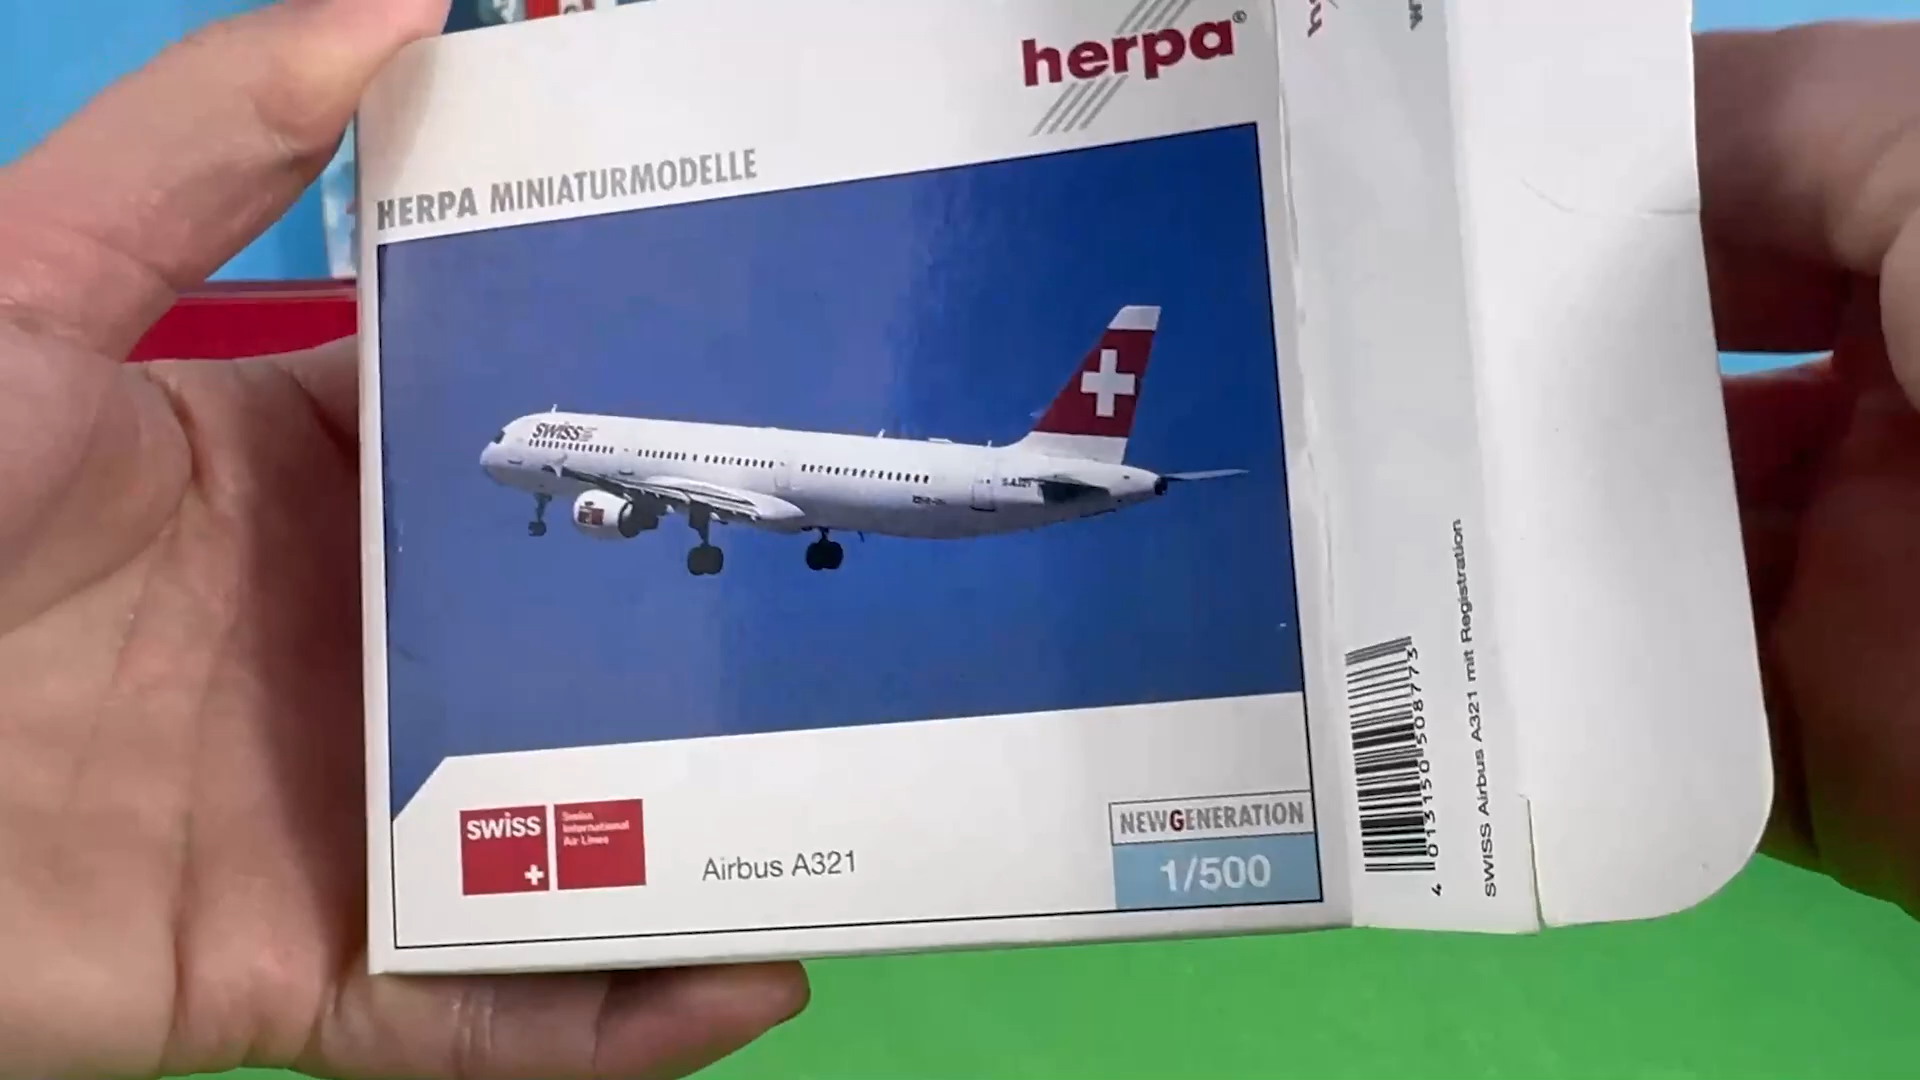 herpa®
HERPA MINIATURMODELLE
swiss
swiss
Swiss
International
Air Lines
Airbus A321
NEWGENERATION
1/500
4 013150 508773
SWISS Airbus A321 mit Registration